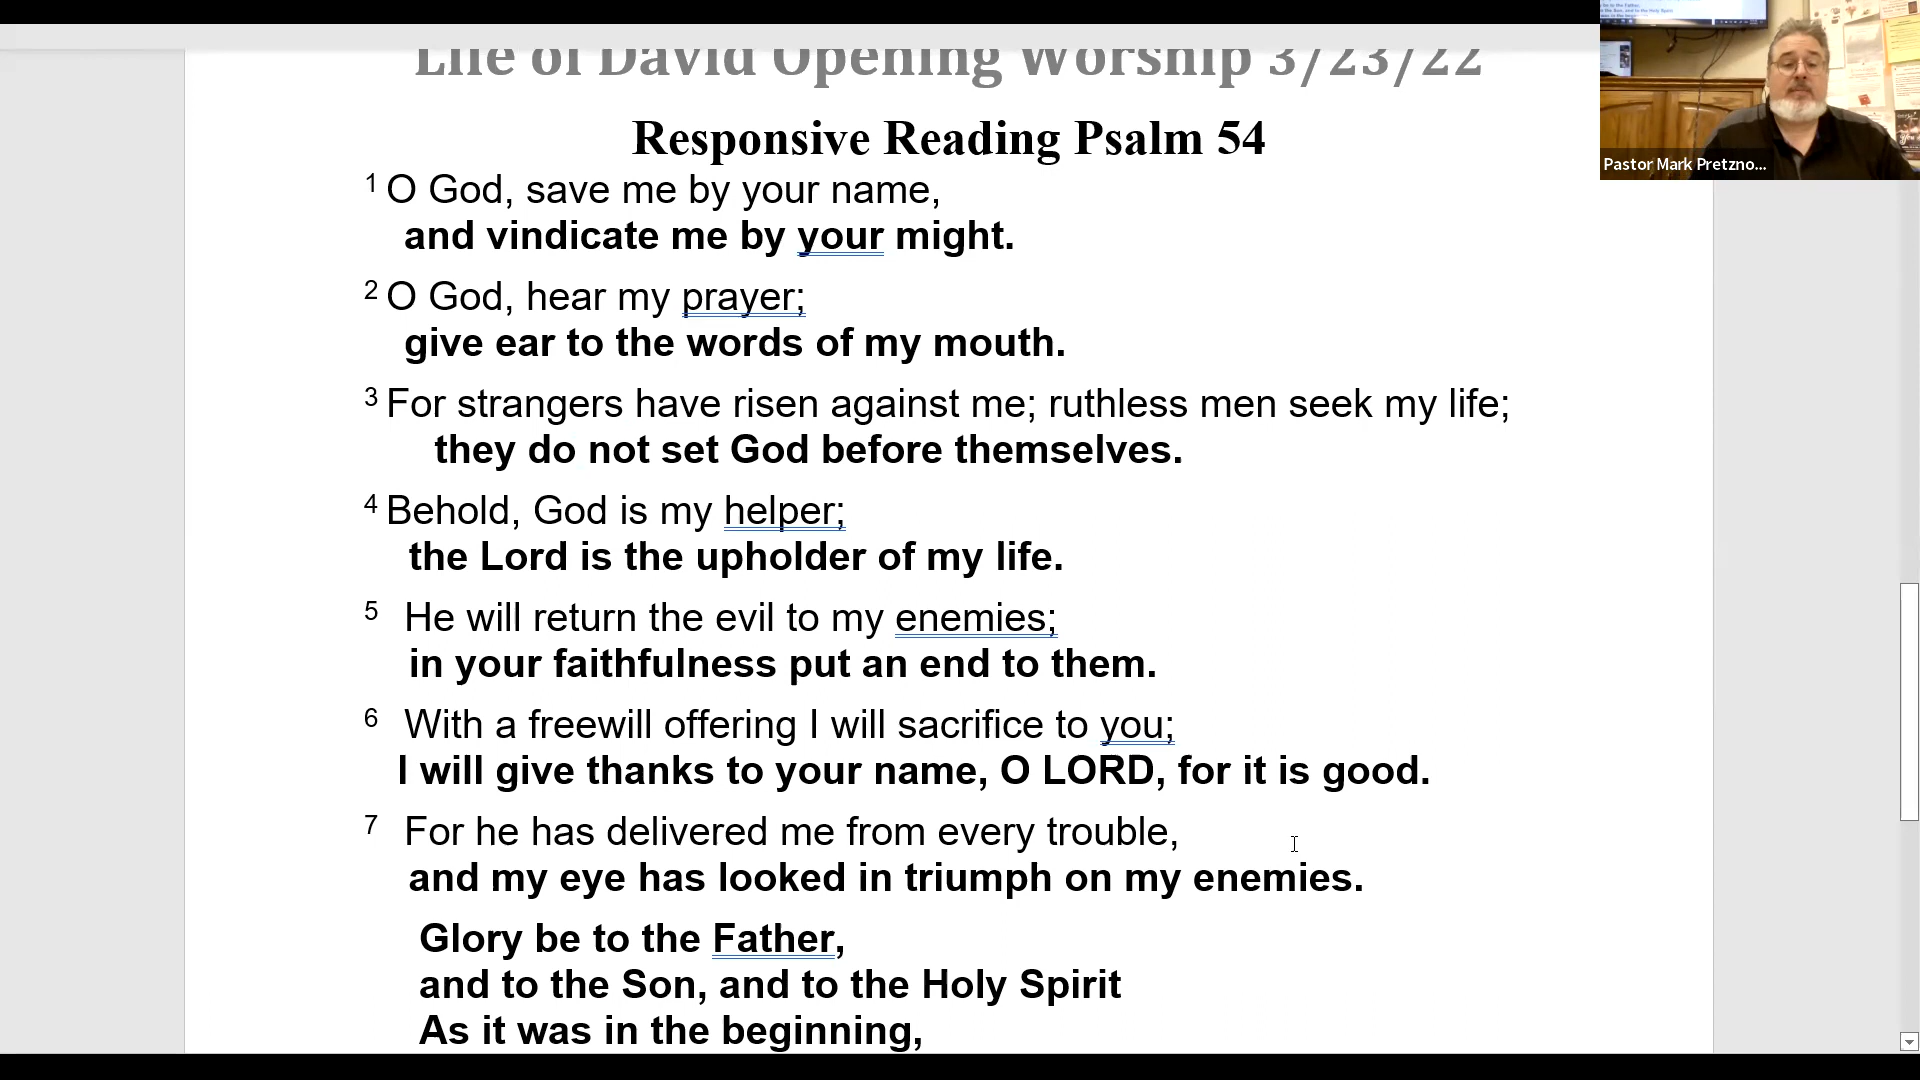 Life of David Opening Worship 3/23/22
Responsive Reading Psalm 54
1 O God, save me by your name,
and vindicate me by your might.
2 O God, hear my prayer;
give ear to the words of my mouth.
3 For strangers have risen against me; ruthless men seek my life;
they do not set God before themselves.
4 Behold, God is my helper;
the Lord is the upholder of my life.
5 He will return the evil to my enemies;
in your faithfulness put an end to them.
6 With a freewill offering I will sacrifice to you;
I will give thanks to your name, O LORD, for it is good.
7 For he has delivered me from every trouble,
and my eye has looked in triumph on my enemies.
Glory be to the Father,
and to the Son, and to the Holy Spirit
As it was in the beginning,
Pastor Mark Pretzno...